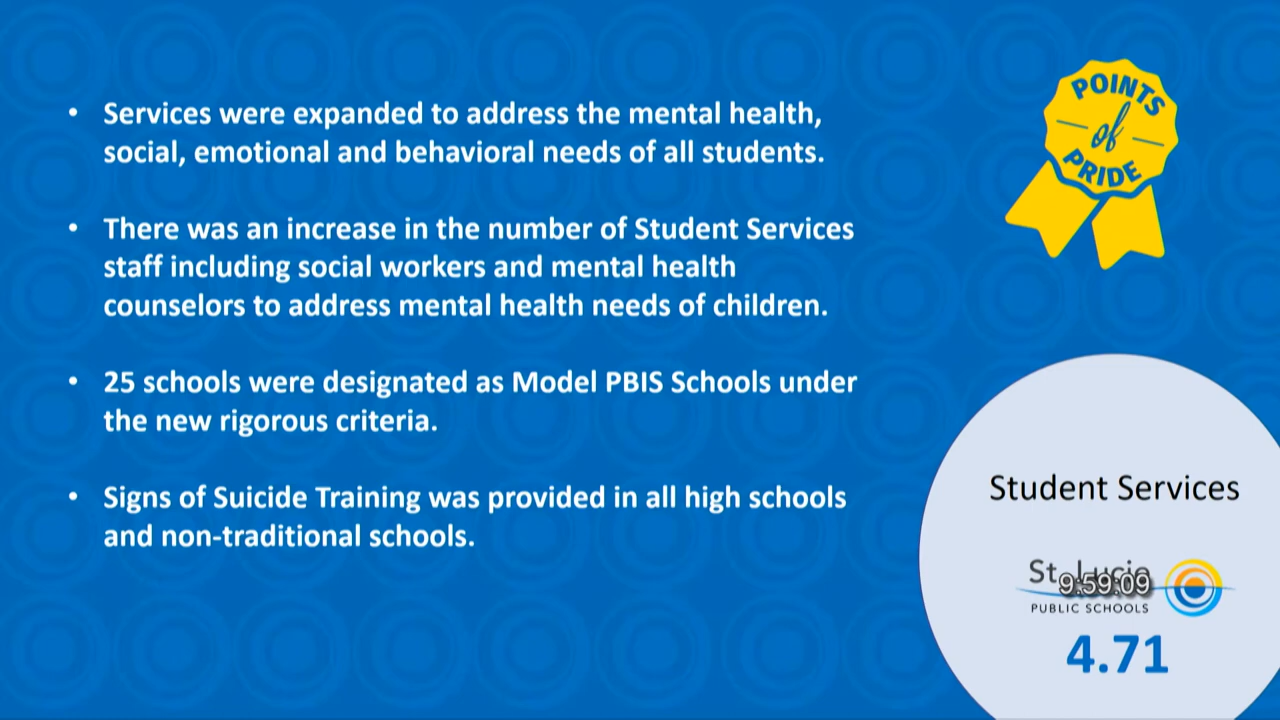 • Services were expanded to address the mental health,
social, emotional and behavioral needs of all students.
• There was an increase in the number of Student Services
staff including social workers and mental health
counselors to address mental health needs of children.
• 25 schools were designated as Model PBIS Schools under
the new rigorous criteria.
• Signs of Suicide Training was provided in all high schools
and non-traditional schools.
POINTS
of
PRIDE
Student Services
St. Lucie
9:59:09
PUBLIC SCHOOLS
4.71